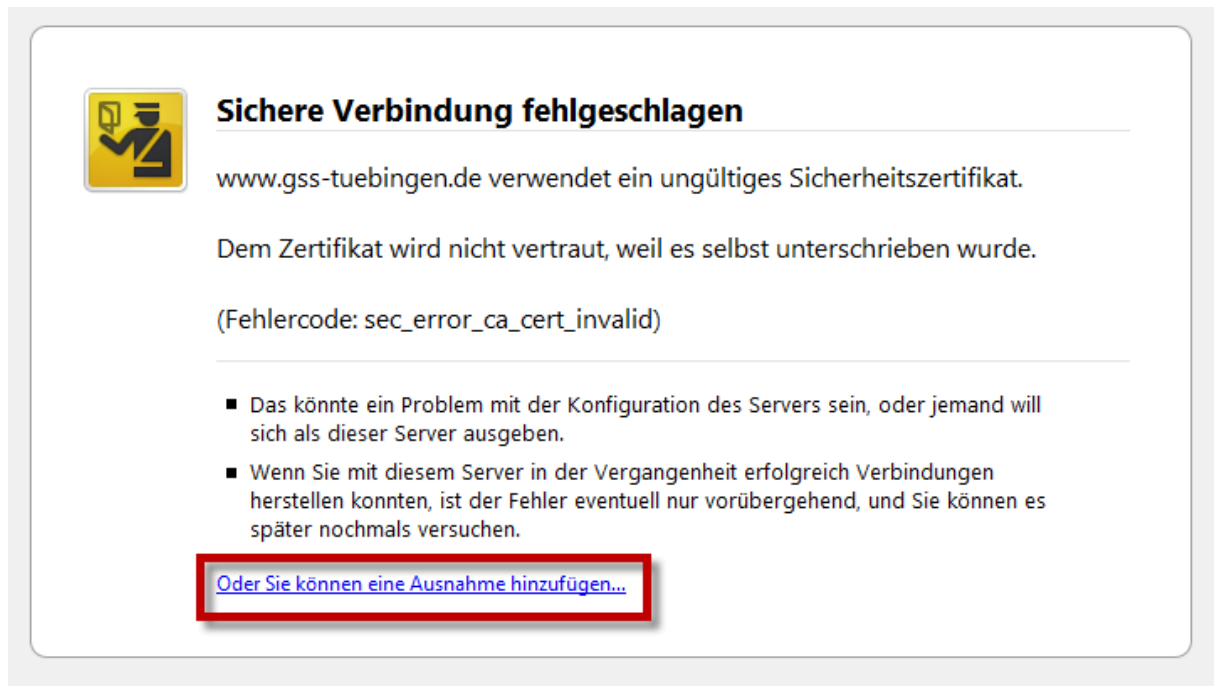 Sichere Verbindung fehlgeschlagen
www.gss-tuebingen.de verwendet ein ungültiges Sicherheitszertifikat.
Dem Zertifikat wird nicht vertraut, weil es selbst unterschrieben wurde.
(Fehlercode: sec_error_ca_cert_invalid)
Das könnte ein Problem mit der Konfiguration des Servers sein, oder jemand will
sich als dieser Server ausgeben.
Wenn Sie mit diesem Server in der Vergangenheit erfolgreich Verbindungen
herstellen konnten, ist der Fehler eventuell nur vorübergehend, und Sie können es
später nochmals versuchen.
Oder Sie können eine Ausnahme hinzufügen...